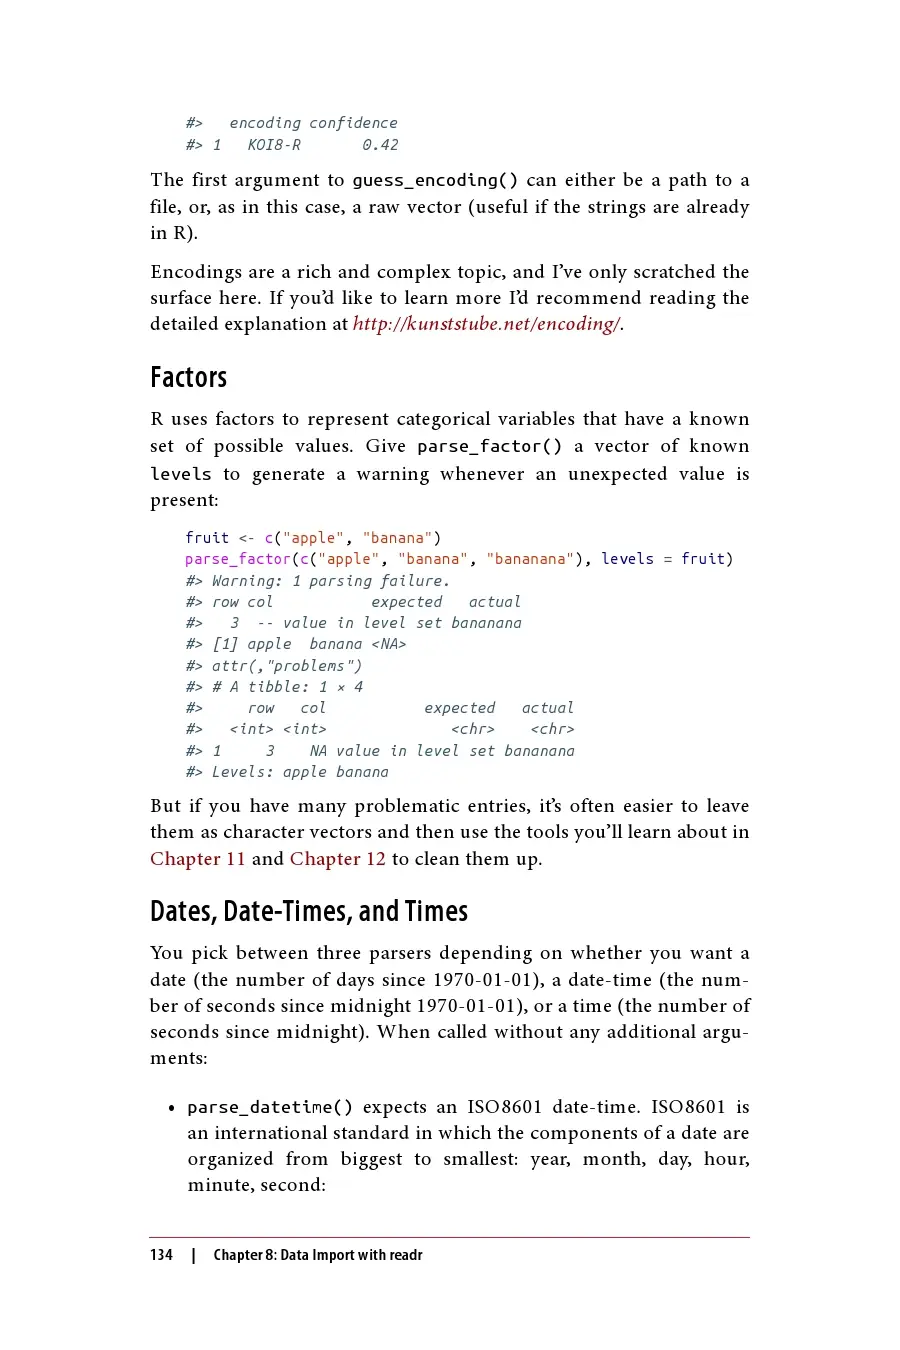 #>   encoding confidence
#> 1   KOI8-R       0.42
The first argument to guess_encoding() can either be a path to a
file, or, as in this case, a raw vector (useful if the strings are already
in R).
Encodings are a rich and complex topic, and I’ve only scratched the
surface here. If you’d like to learn more I’d recommend reading the
detailed explanation at http://kunststube.net/encoding/.
Factors
R uses factors to represent categorical variables that have a known
set of possible values. Give parse_factor() a vector of known
levels to generate a warning whenever an unexpected value is
present:
fruit <- c("apple", "banana")
parse_factor(c("apple", "banana", "bananana"), levels = fruit)
#> Warning: 1 parsing failure.
#> row col           expected   actual
#>   3  -- value in level set bananana
#> [1] apple  banana <NA>
#> attr(,"problems")
#> # A tibble: 1 × 4
#>     row   col           expected   actual
#>   <int> <int>              <chr>    <chr>
#> 1     3    NA value in level set bananana
#> Levels: apple banana
But if you have many problematic entries, it’s often easier to leave
them as character vectors and then use the tools you’ll learn about in
Chapter 11 and Chapter 12 to clean them up.
Dates, Date-Times, and Times
You pick between three parsers depending on whether you want a
date (the number of days since 1970-01-01), a date-time (the num-
ber of seconds since midnight 1970-01-01), or a time (the number of
seconds since midnight). When called without any additional argu-
ments:
• parse_datetime() expects an ISO8601 date-time. ISO8601 is
an international standard in which the components of a date are
organized from biggest to smallest: year, month, day, hour,
minute, second:
134 | Chapter 8: Data Import with readr